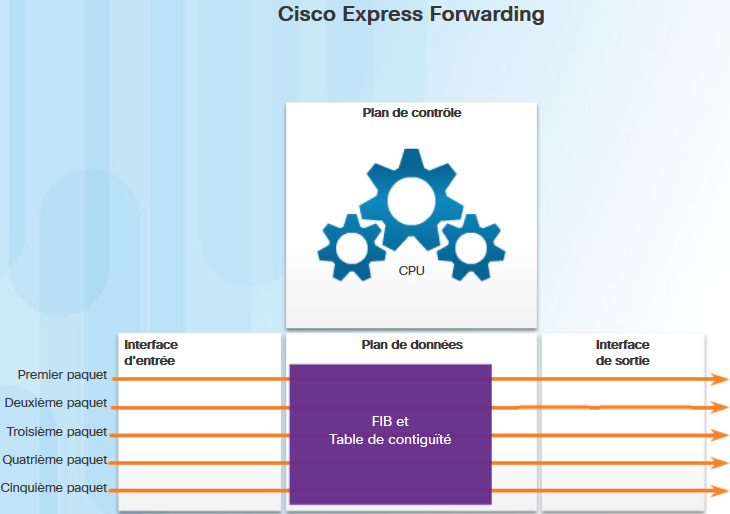 Cisco Express Forwarding
Plan de contrôle
CPU
Interface
d'entrée
Plan de données
Interface
de sortie
Premier paquet
Deuxième paquet
Troisième paquet
Quatrième paquet
Cinquième paquet
FIB et
Table de contiguïté